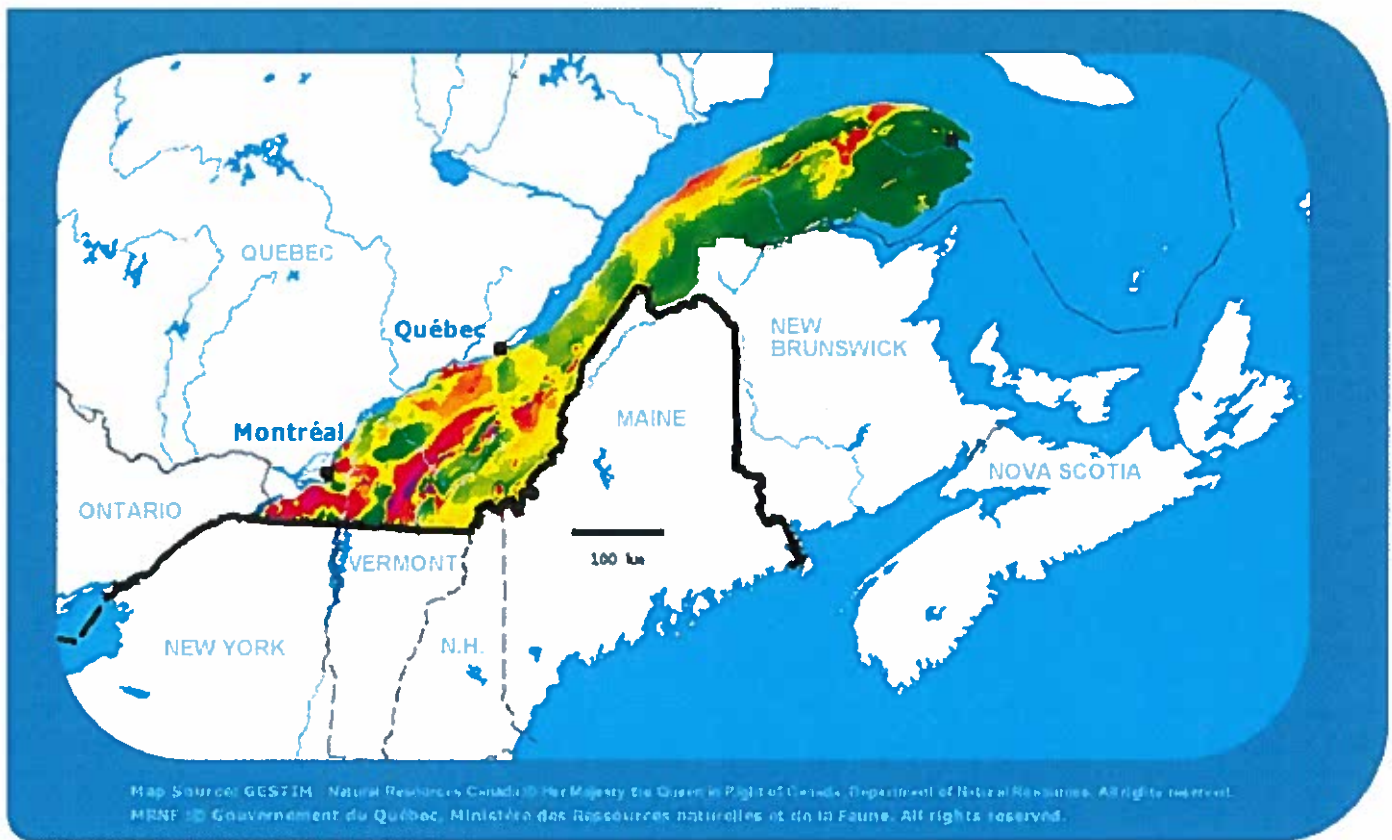 QUEBEC
Québec
NEW
BRUNSWICK
MAINE
Montréal
NOVA SCOTIA
ONTARIO
100 km
VERMONT
NEW YORK
N.H.
Map Source: GESTIM Natural Resources Canada © Her Majesty the Queen in Right of Canada, Department of Natural Resources. All rights reserved.
MRNF © Gouvernement du Québec, Ministère des Ressources naturelles et de la Faune. All rights reserved.